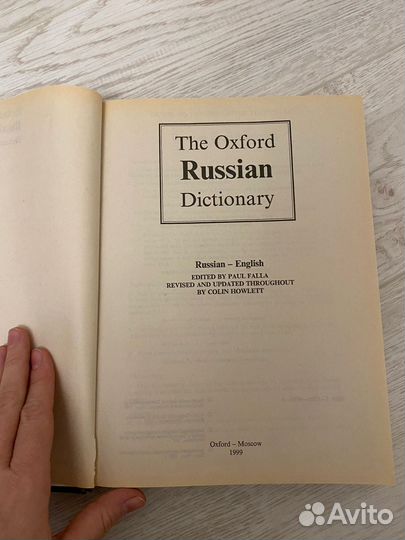 The Oxford
Russian
Dictionary
Russian – English
EDITED BY PAUL FALLA
REVISED AND UPDATED THROUGHOUT
BY COLIN HOWLETT
Oxford – Moscow
1999
Avito